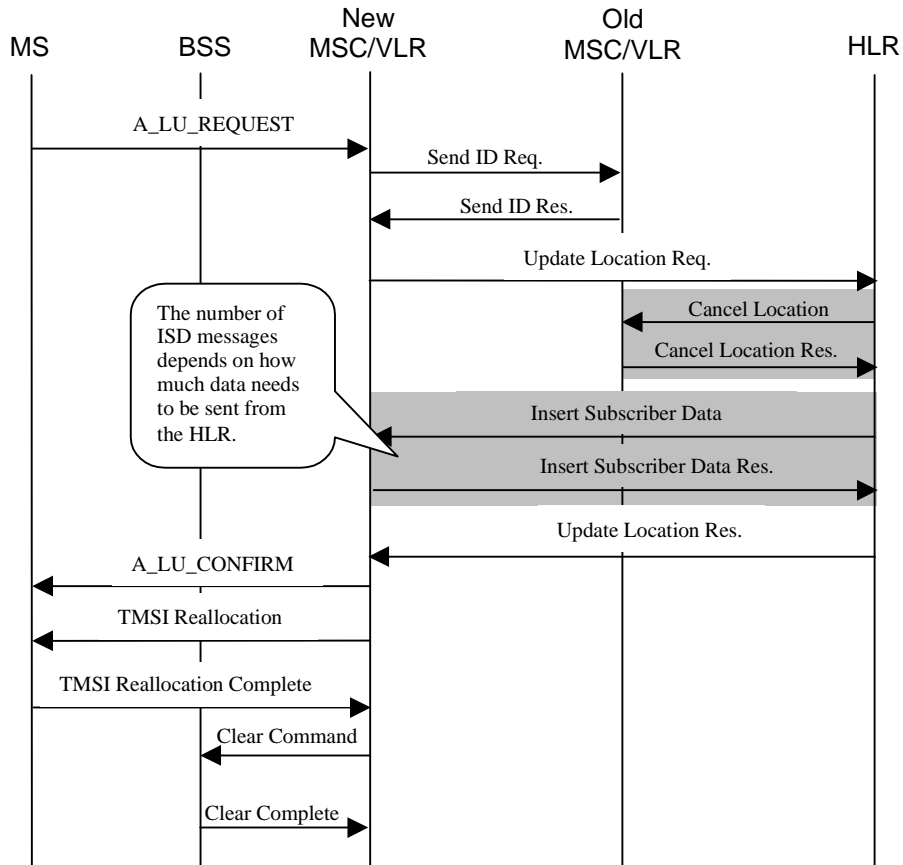 New
Old
MS
BSS
MSC/VLR
MSC/VLR
HLR
A_LU_REQUEST
Send ID Req.
Send ID Res.
Update Location Req.
Cancel Location
Cancel Location Res.
The number of
ISD messages
depends on how
much data needs
to be sent from
the HLR.
Insert Subscriber Data
Insert Subscriber Data Res.
Update Location Res.
A_LU_CONFIRM
TMSI Reallocation
TMSI Reallocation Complete
Clear Command
Clear Complete